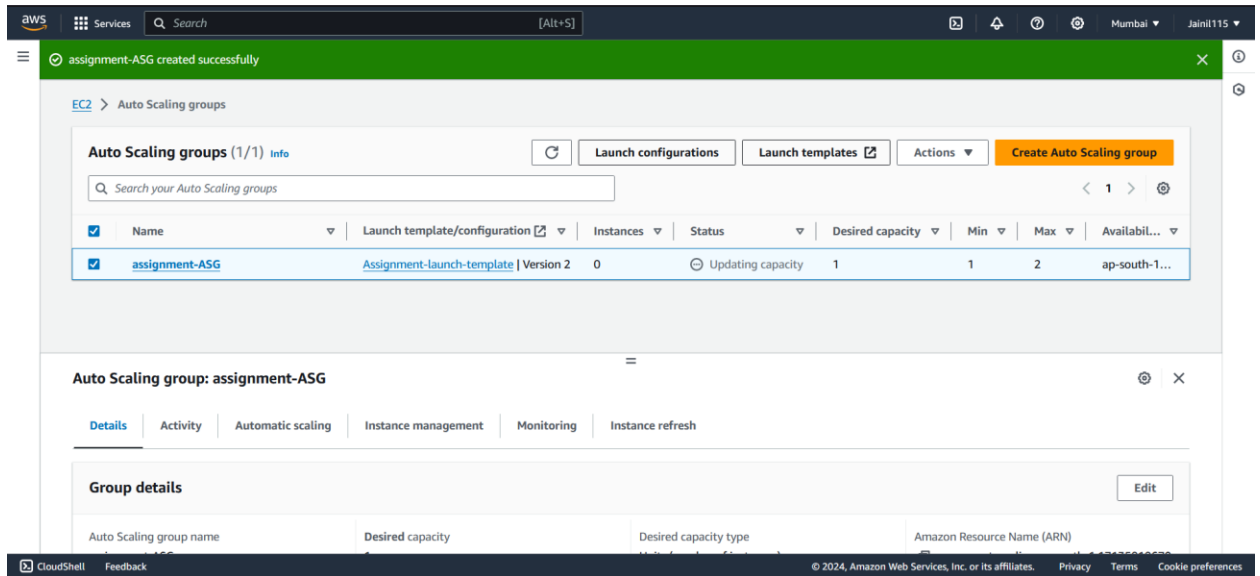 aws Services Search [Alt+S] Mumbai ▼ Jainil115 ▼
assignment-ASG created successfully
EC2 > Auto Scaling groups
Auto Scaling groups (1/1) Info Launch configurations Launch templates Actions ▼ Create Auto Scaling group
Search your Auto Scaling groups < 1 >
Name Launch template/configuration Instances Status Desired capacity Min Max Availabil...
assignment-ASG Assignment-launch-template | Version 2 0 Updating capacity 1 1 2 ap-south-1...
Auto Scaling group: assignment-ASG
Details Activity Automatic scaling Instance management Monitoring Instance refresh
Group details Edit
Auto Scaling group name Desired capacity Desired capacity type Amazon Resource Name (ARN)
CloudShell Feedback © 2024, Amazon Web Services, Inc. or its affiliates. Privacy Terms Cookie preferences